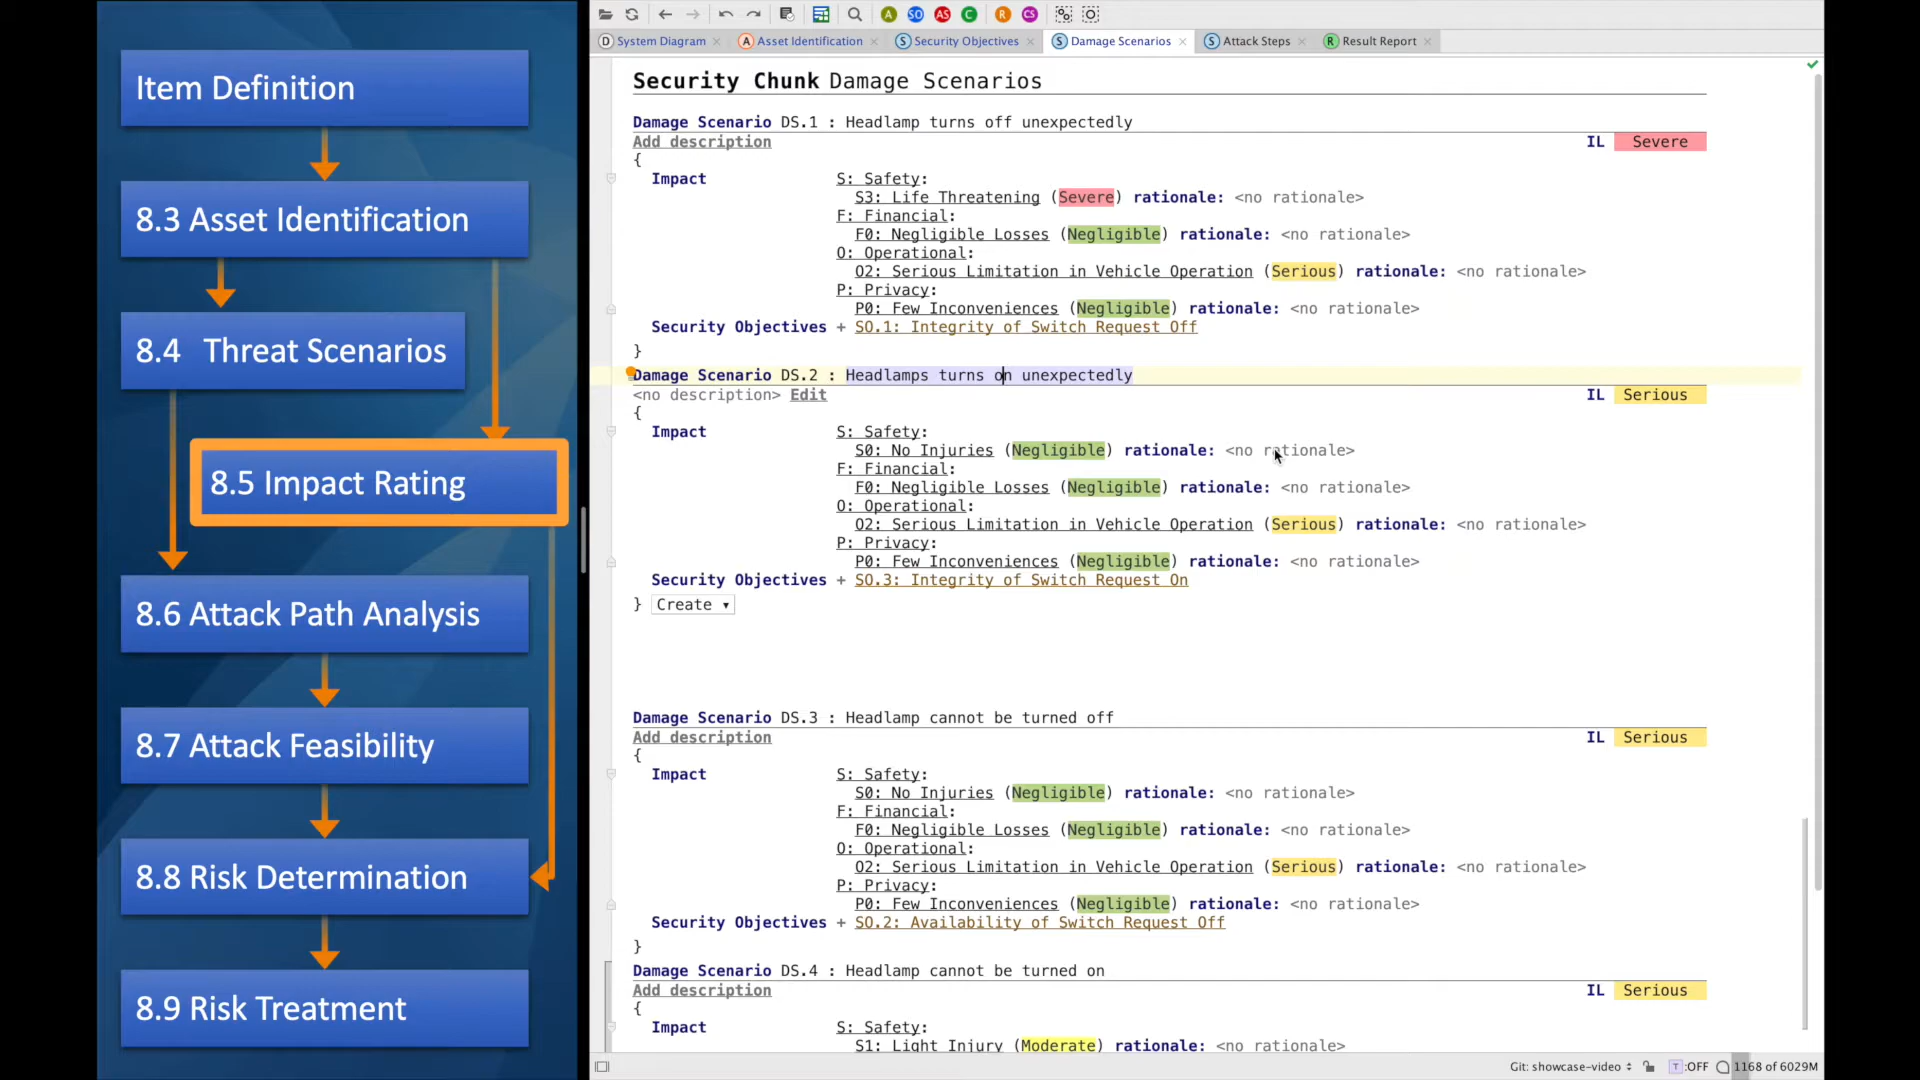 Item Definition
8.3 Asset Identification
8.4 Threat Scenarios
8.5 Impact Rating
8.6 Attack Path Analysis
8.7 Attack Feasibility
8.8 Risk Determination
8.9 Risk Treatment
A SO AS C R CS
D System Diagram × A Asset Identification × S Security Objectives × S Damage Scenarios × S Attack Steps × R Result Report ×
Security Chunk Damage Scenarios
Damage Scenario DS.1 : Headlamp turns off unexpectedly
Add description IL Severe
{
Impact S: Safety:
S3: Life Threatening (Severe) rationale: <no rationale>
F: Financial:
F0: Negligible Losses (Negligible) rationale: <no rationale>
O: Operational:
O2: Serious Limitation in Vehicle Operation (Serious) rationale: <no rationale>
P: Privacy:
P0: Few Inconveniences (Negligible) rationale: <no rationale>
Security Objectives + SO.1: Integrity of Switch Request Off
}
Damage Scenario DS.2 : Headlamps turns on unexpectedly
<no description> Edit IL Serious
{
Impact S: Safety:
S0: No Injuries (Negligible) rationale: <no rationale>
F: Financial:
F0: Negligible Losses (Negligible) rationale: <no rationale>
O: Operational:
O2: Serious Limitation in Vehicle Operation (Serious) rationale: <no rationale>
P: Privacy:
P0: Few Inconveniences (Negligible) rationale: <no rationale>
Security Objectives + SO.3: Integrity of Switch Request On
} Create ▾
Damage Scenario DS.3 : Headlamp cannot be turned off
Add description IL Serious
{
Impact S: Safety:
S0: No Injuries (Negligible) rationale: <no rationale>
F: Financial:
F0: Negligible Losses (Negligible) rationale: <no rationale>
O: Operational:
O2: Serious Limitation in Vehicle Operation (Serious) rationale: <no rationale>
P: Privacy:
P0: Few Inconveniences (Negligible) rationale: <no rationale>
Security Objectives + SO.2: Availability of Switch Request Off
}
Damage Scenario DS.4 : Headlamp cannot be turned on
Add description IL Serious
{
Impact S: Safety:
S1: Light Injury (Moderate) rationale: <no rationale>
Git: showcase-video T :OFF 1168 of 6029M